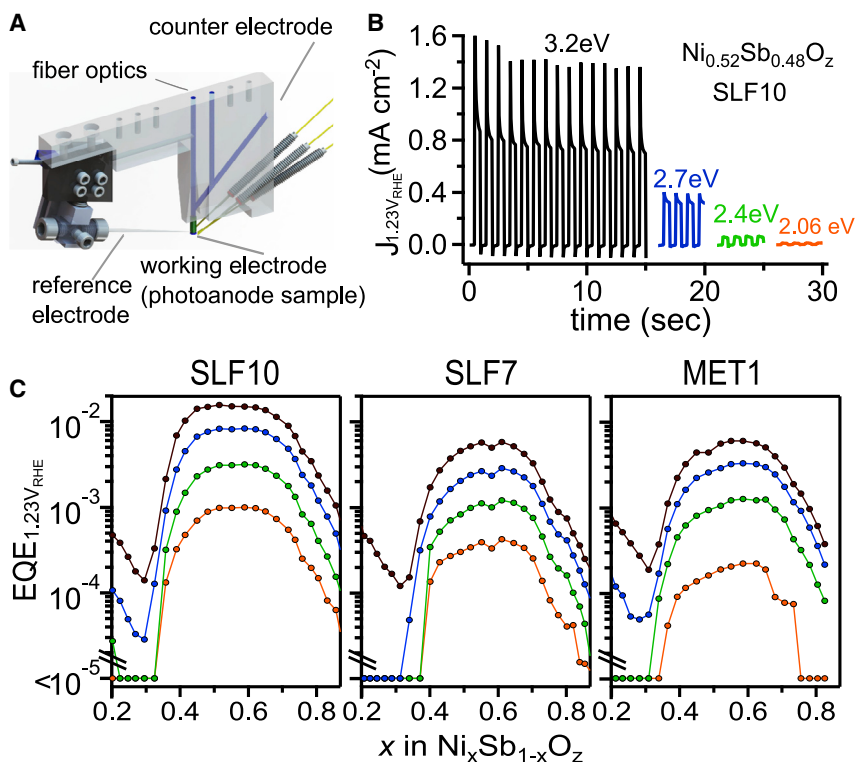 A
counter electrode
fiber optics
reference
electrode
working electrode
(photoanode sample)
B
J1.23VRHE(mA cm-2)
1.6
1.2
0.8
0.4
0.0
3.2eV
Ni0.52Sb0.48Oz
SLF10
2.7eV
2.4eV
2.06 eV
0
10
20
30
time (sec)
C
SLF10
SLF7
MET1
EQE1.23VRHE
10-2
10-3
10-4
<10-5
0.2
0.4
0.6
0.8
0.2
0.4
0.6
0.8
0.2
0.4
0.6
0.8
x in NixSb1-xOz